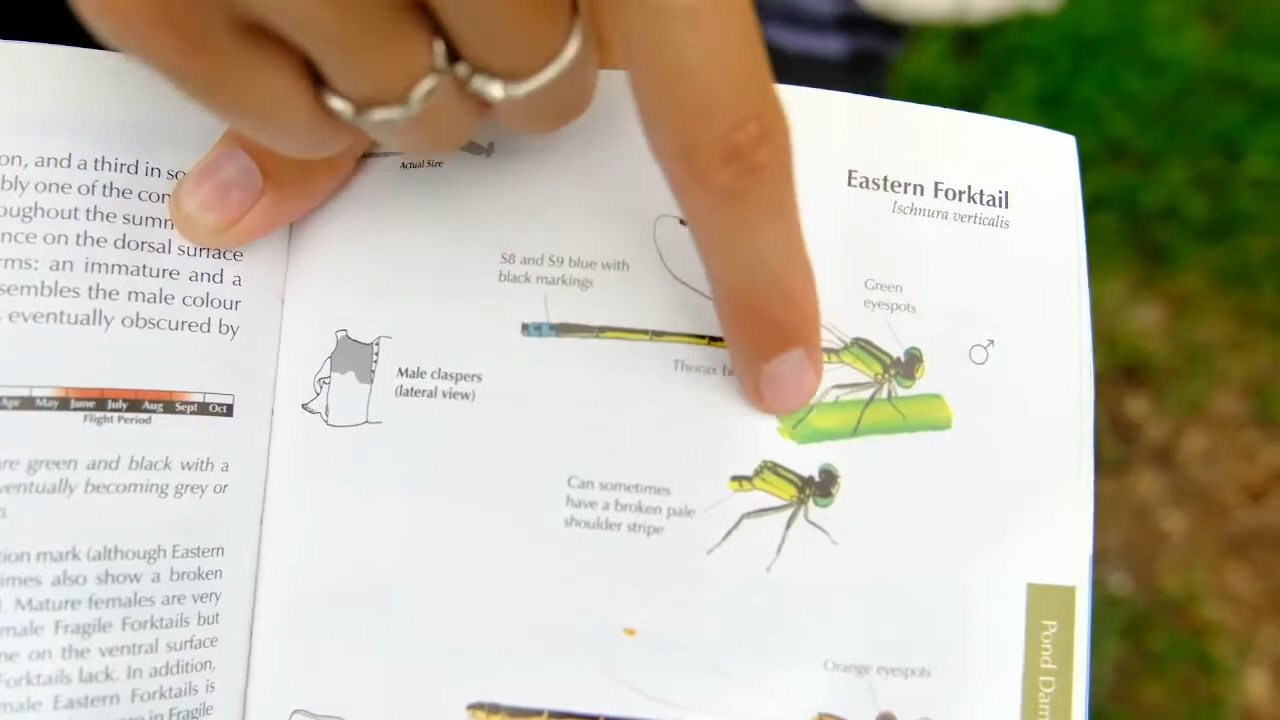 on, and a third in so
bly one of the con
oughout the summ
nce on the dorsal surface
rms: an immature and a
sembles the male colour
eventually obscured by
Apr May June July Aug Sept Oct
Flight Period
re green and black with a
ventually becoming grey or
tion mark (although Eastern
imes also show a broken
). Mature females are very
male Fragile Forktails but
ne on the ventral surface
Forktails lack. In addition,
male Eastern Forktails is
in Fragile
Actual Size
Eastern Forktail
Ischnura verticalis
S8 and S9 blue with
black markings
Green
eyespots
♂
Thorax
Male claspers
(lateral view)
Can sometimes
have a broken pale
shoulder stripe
Orange eyespots
Pond Dam